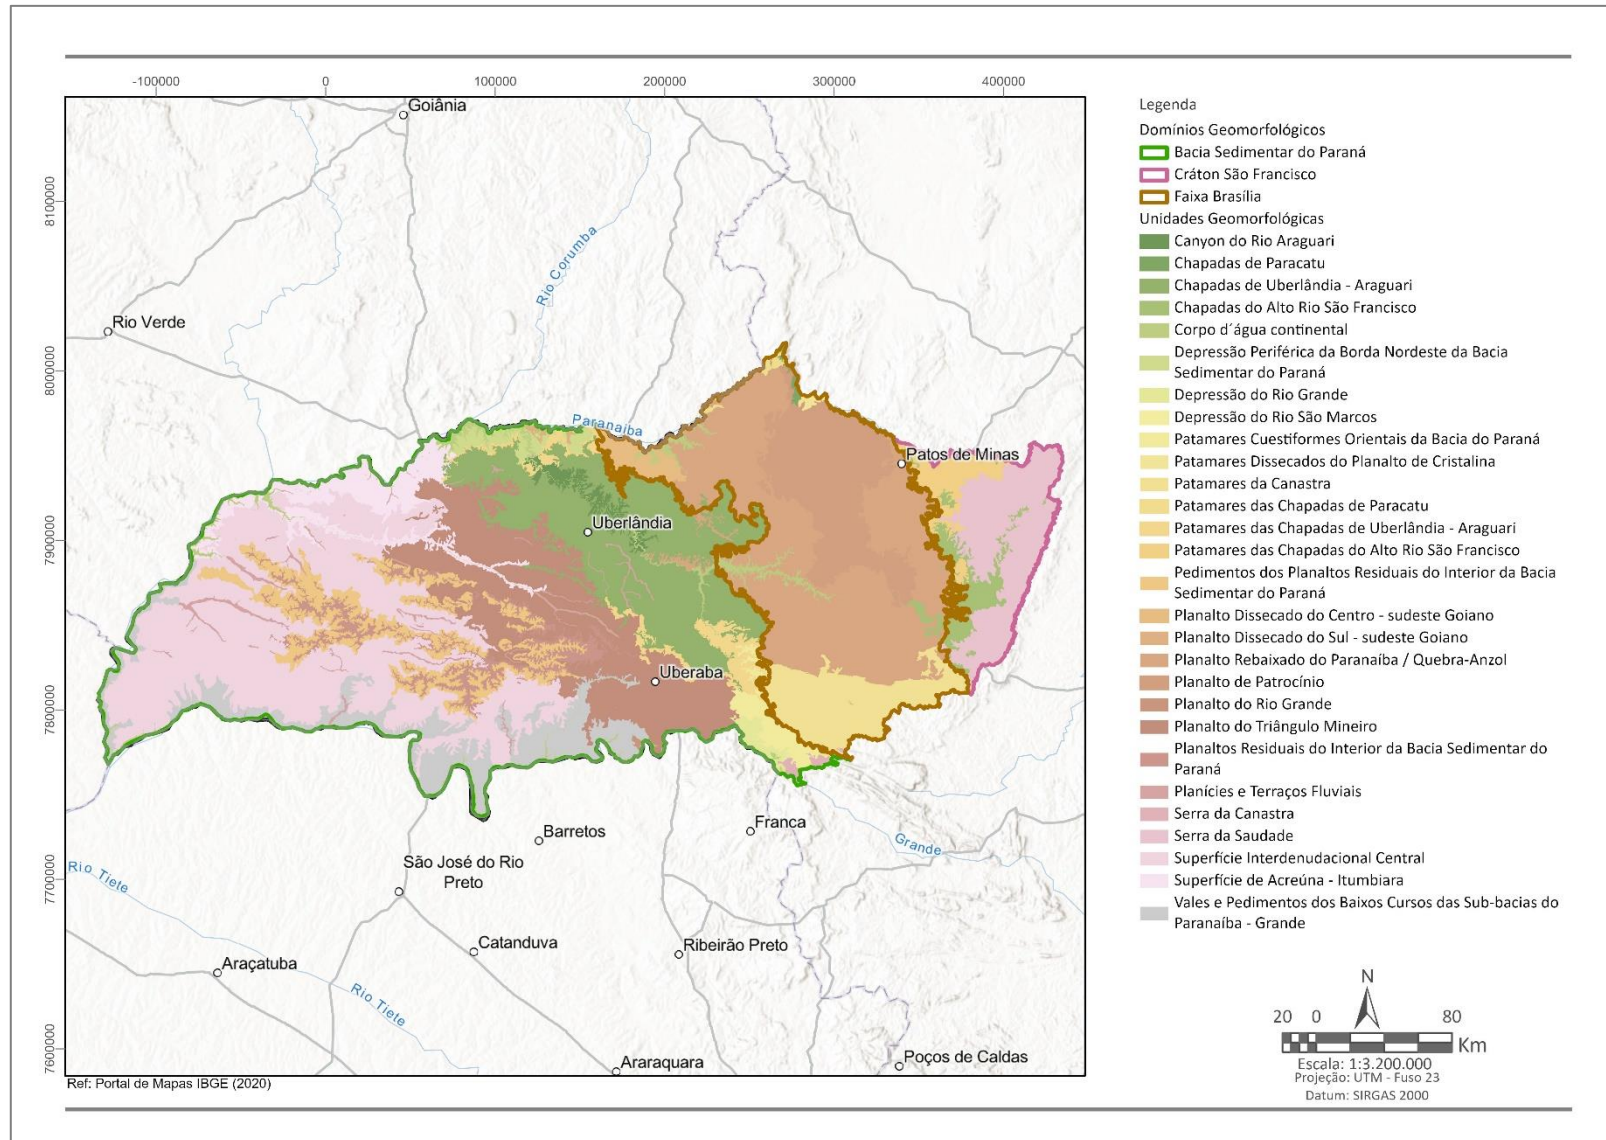 -100000
0
100000
200000
300000
400000
8100000
8000000
7900000
7800000
7700000
7600000
Goiânia
Rio Corumba
Rio Verde
Paranaiba
Patos de Minas
Uberlândia
Uberaba
Barretos
Franca
Grande
São José do Rio
Preto
Rio Tiete
Catanduva
Ribeirão Preto
Araçatuba
Rio Tiete
Araraquara
Poços de Caldas
Ref: Portal de Mapas IBGE (2020)
Legenda
Domínios Geomorfológicos
Bacia Sedimentar do Paraná
Cráton São Francisco
Faixa Brasília
Unidades Geomorfológicas
Canyon do Rio Araguari
Chapadas de Paracatu
Chapadas de Uberlândia - Araguari
Chapadas do Alto Rio São Francisco
Corpo d´água continental
Depressão Periférica da Borda Nordeste da Bacia
Sedimentar do Paraná
Depressão do Rio Grande
Depressão do Rio São Marcos
Patamares Cuestiformes Orientais da Bacia do Paraná
Patamares Dissecados do Planalto de Cristalina
Patamares da Canastra
Patamares das Chapadas de Paracatu
Patamares das Chapadas de Uberlândia - Araguari
Patamares das Chapadas do Alto Rio São Francisco
Pedimentos dos Planaltos Residuais do Interior da Bacia
Sedimentar do Paraná
Planalto Dissecado do Centro - sudeste Goiano
Planalto Dissecado do Sul - sudeste Goiano
Planalto Rebaixado do Paranaíba / Quebra-Anzol
Planalto de Patrocínio
Planalto do Rio Grande
Planalto do Triângulo Mineiro
Planaltos Residuais do Interior da Bacia Sedimentar do
Paraná
Planícies e Terraços Fluviais
Serra da Canastra
Serra da Saudade
Superfície Interdenudacional Central
Superfície de Acreúna - Itumbiara
Vales e Pedimentos dos Baixos Cursos das Sub-bacias do
Paranaíba - Grande
N
20 0 80
Km
Escala: 1:3.200.000
Projeção: UTM - Fuso 23
Datum: SIRGAS 2000